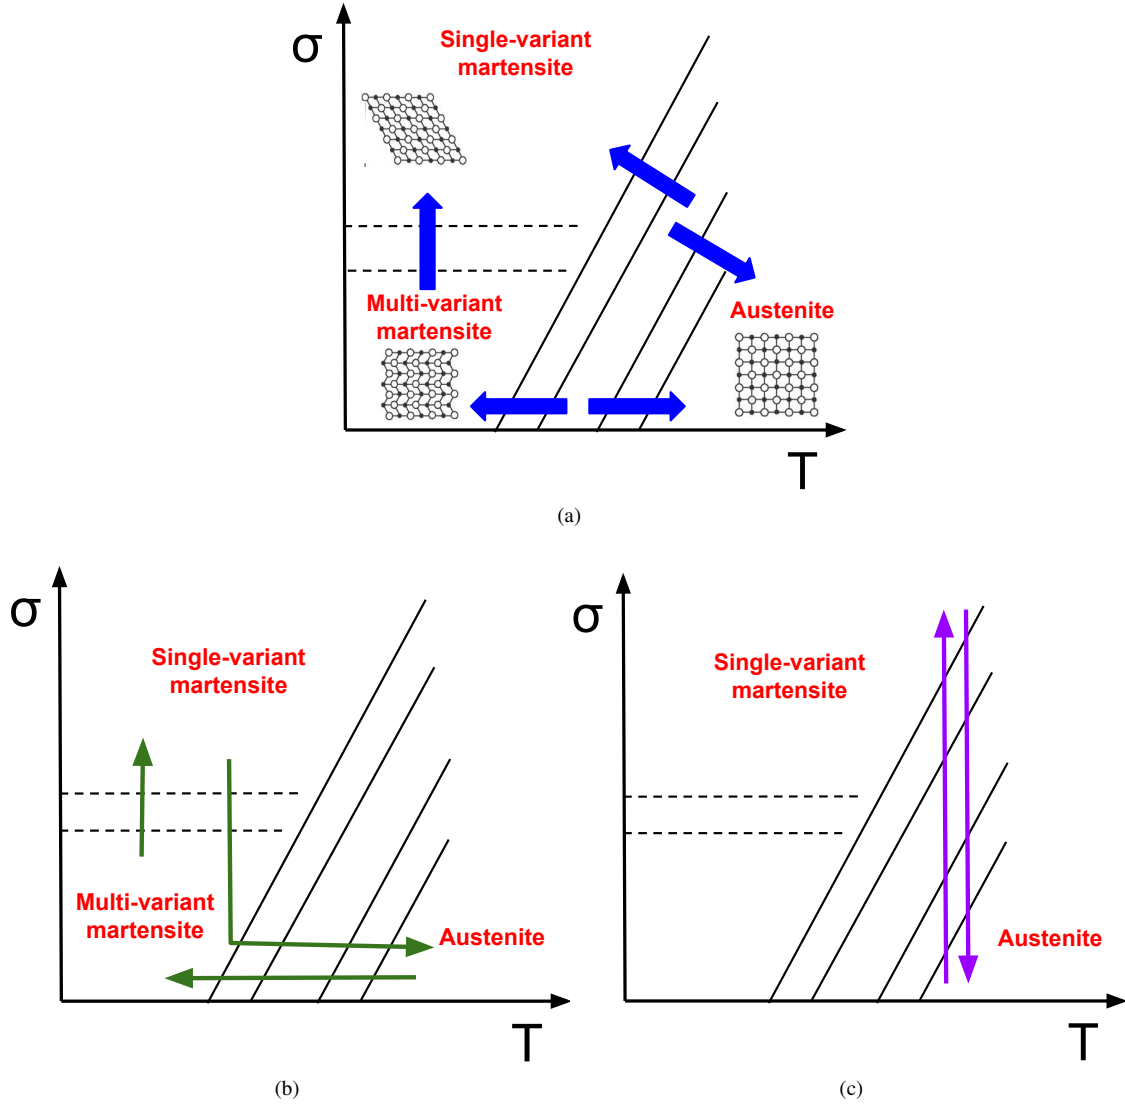 σ
Single-variant
martensite
Multi-variant
martensite
Austenite
T
(a)
σ
Single-variant
martensite
Multi-variant
martensite
Austenite
T
(b)
σ
Single-variant
martensite
Austenite
T
(c)